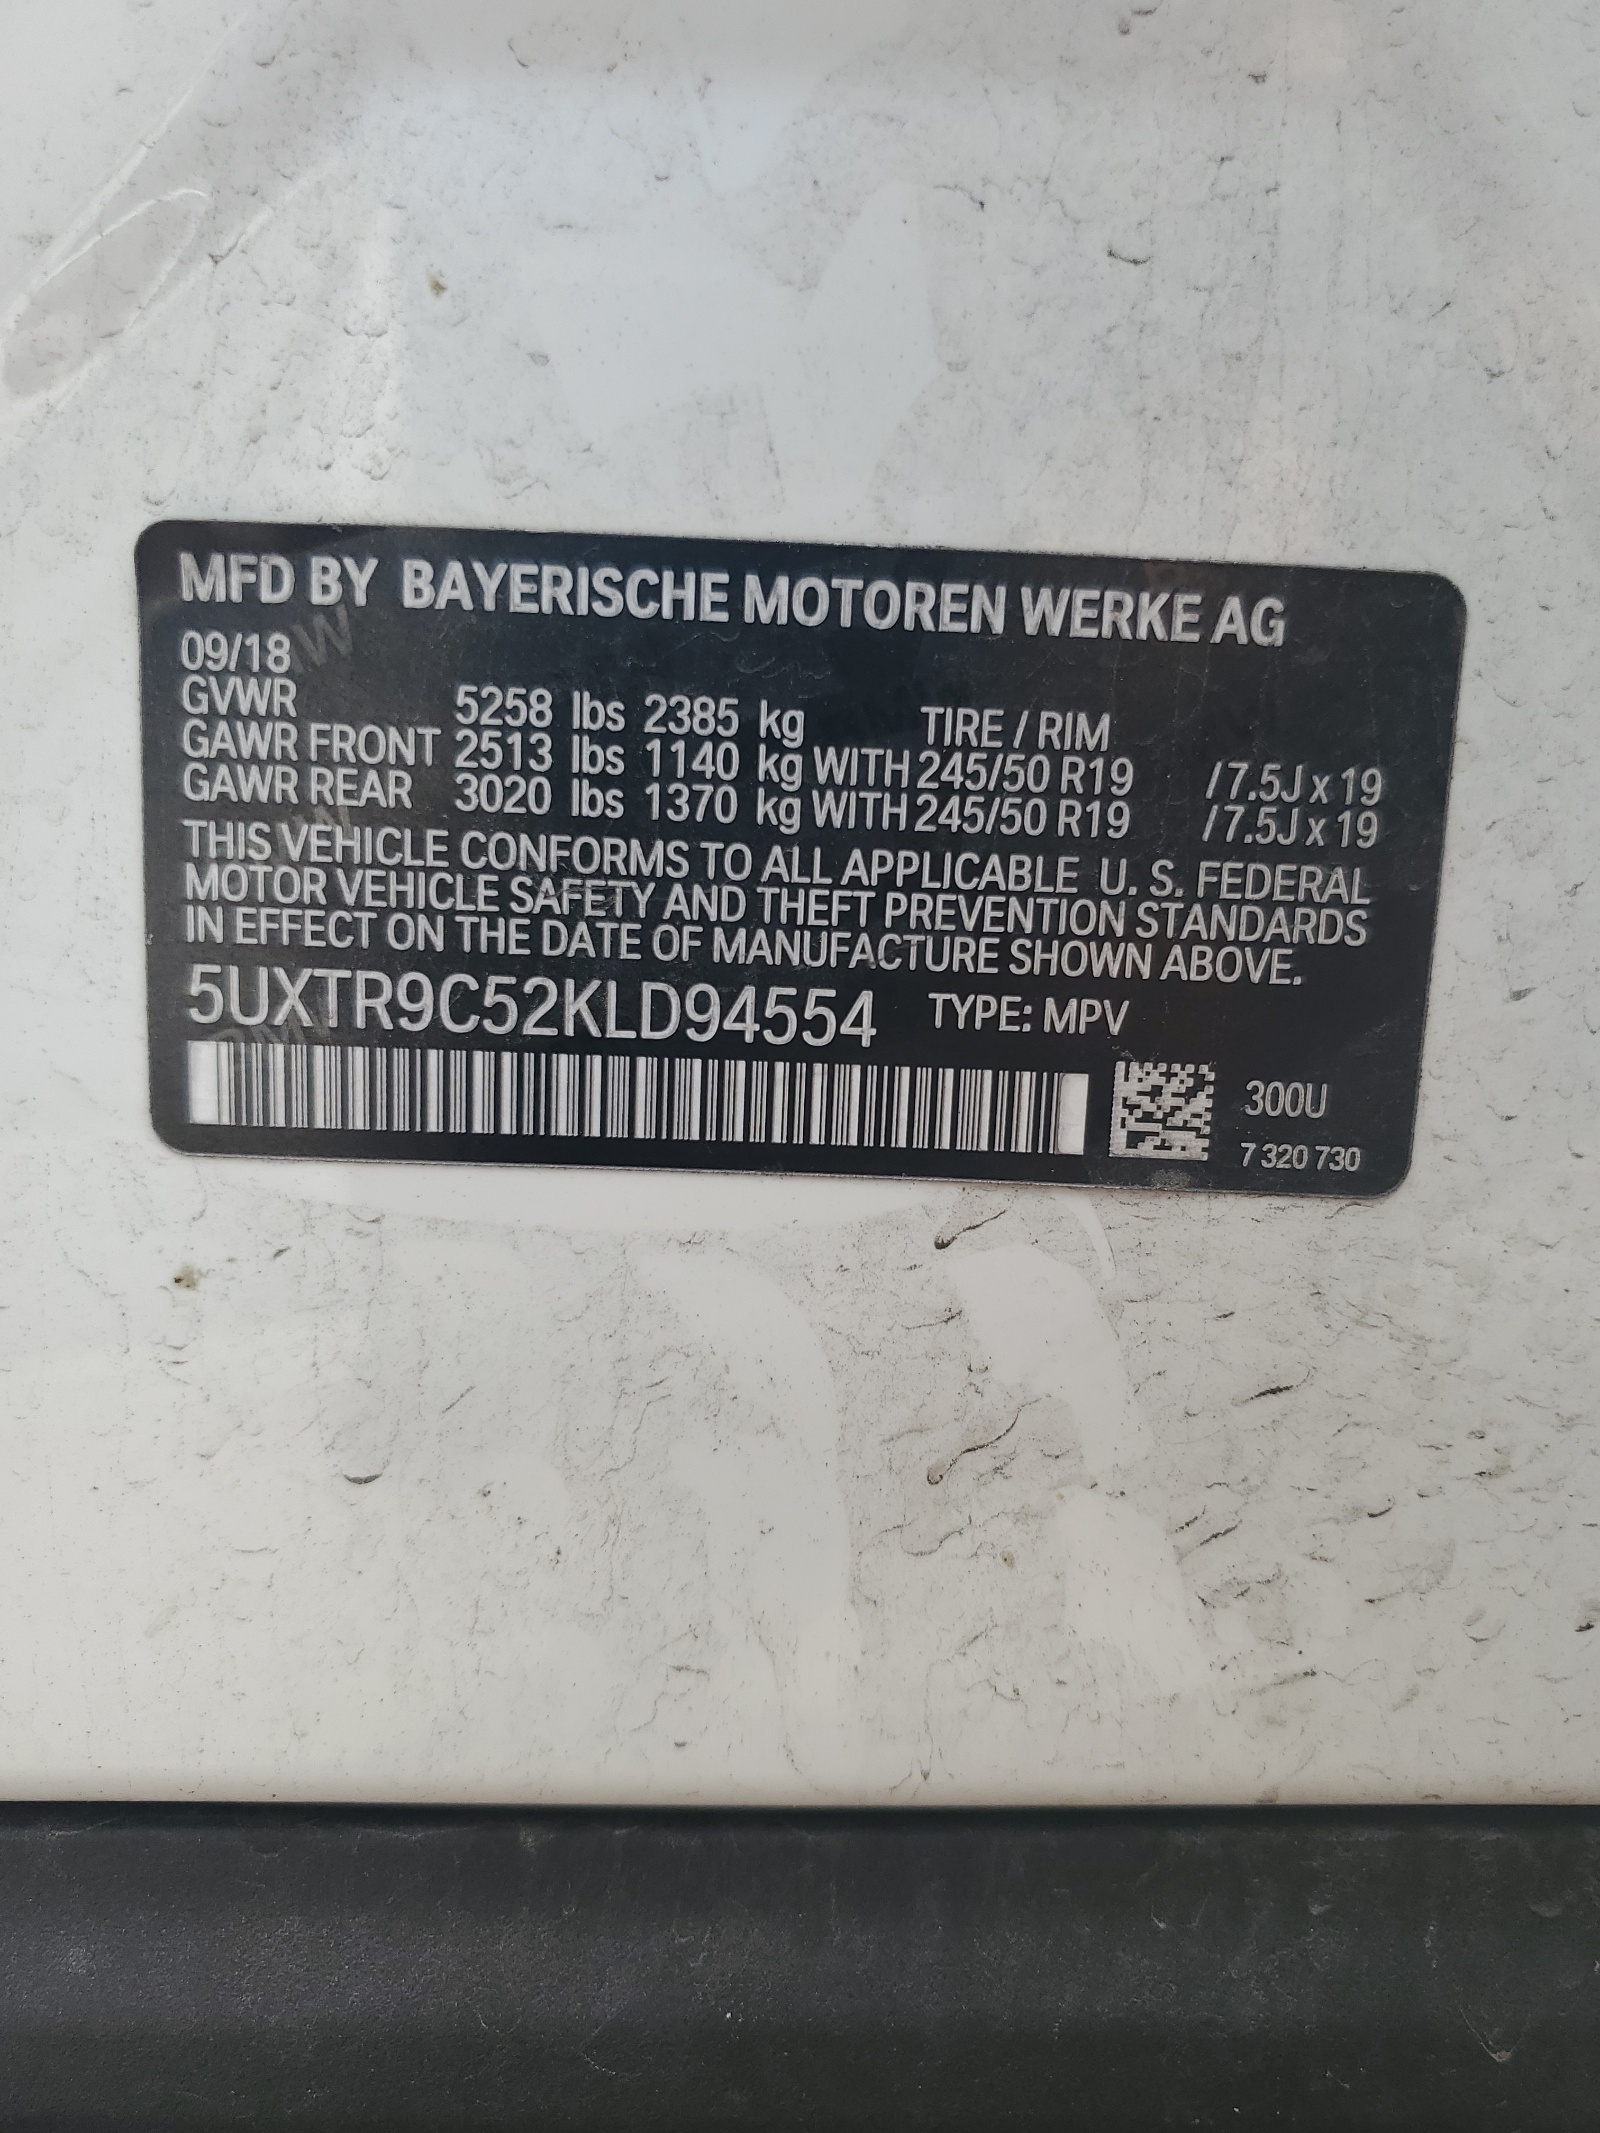 MFD BY BAYERISCHE MOTOREN WERKE AG
09/18
GVWR 5258 lbs 2385 kg TIRE / RIM
GAWR FRONT 2513 lbs 1140 kg WITH 245/50 R19 / 7.5J x 19
GAWR REAR 3020 lbs 1370 kg WITH 245/50 R19 / 7.5J x 19
THIS VEHICLE CONFORMS TO ALL APPLICABLE U. S. FEDERAL
MOTOR VEHICLE SAFETY AND THEFT PREVENTION STANDARDS
IN EFFECT ON THE DATE OF MANUFACTURE SHOWN ABOVE.
5UXTR9C52KLD94554 TYPE: MPV
300U
7 320 730